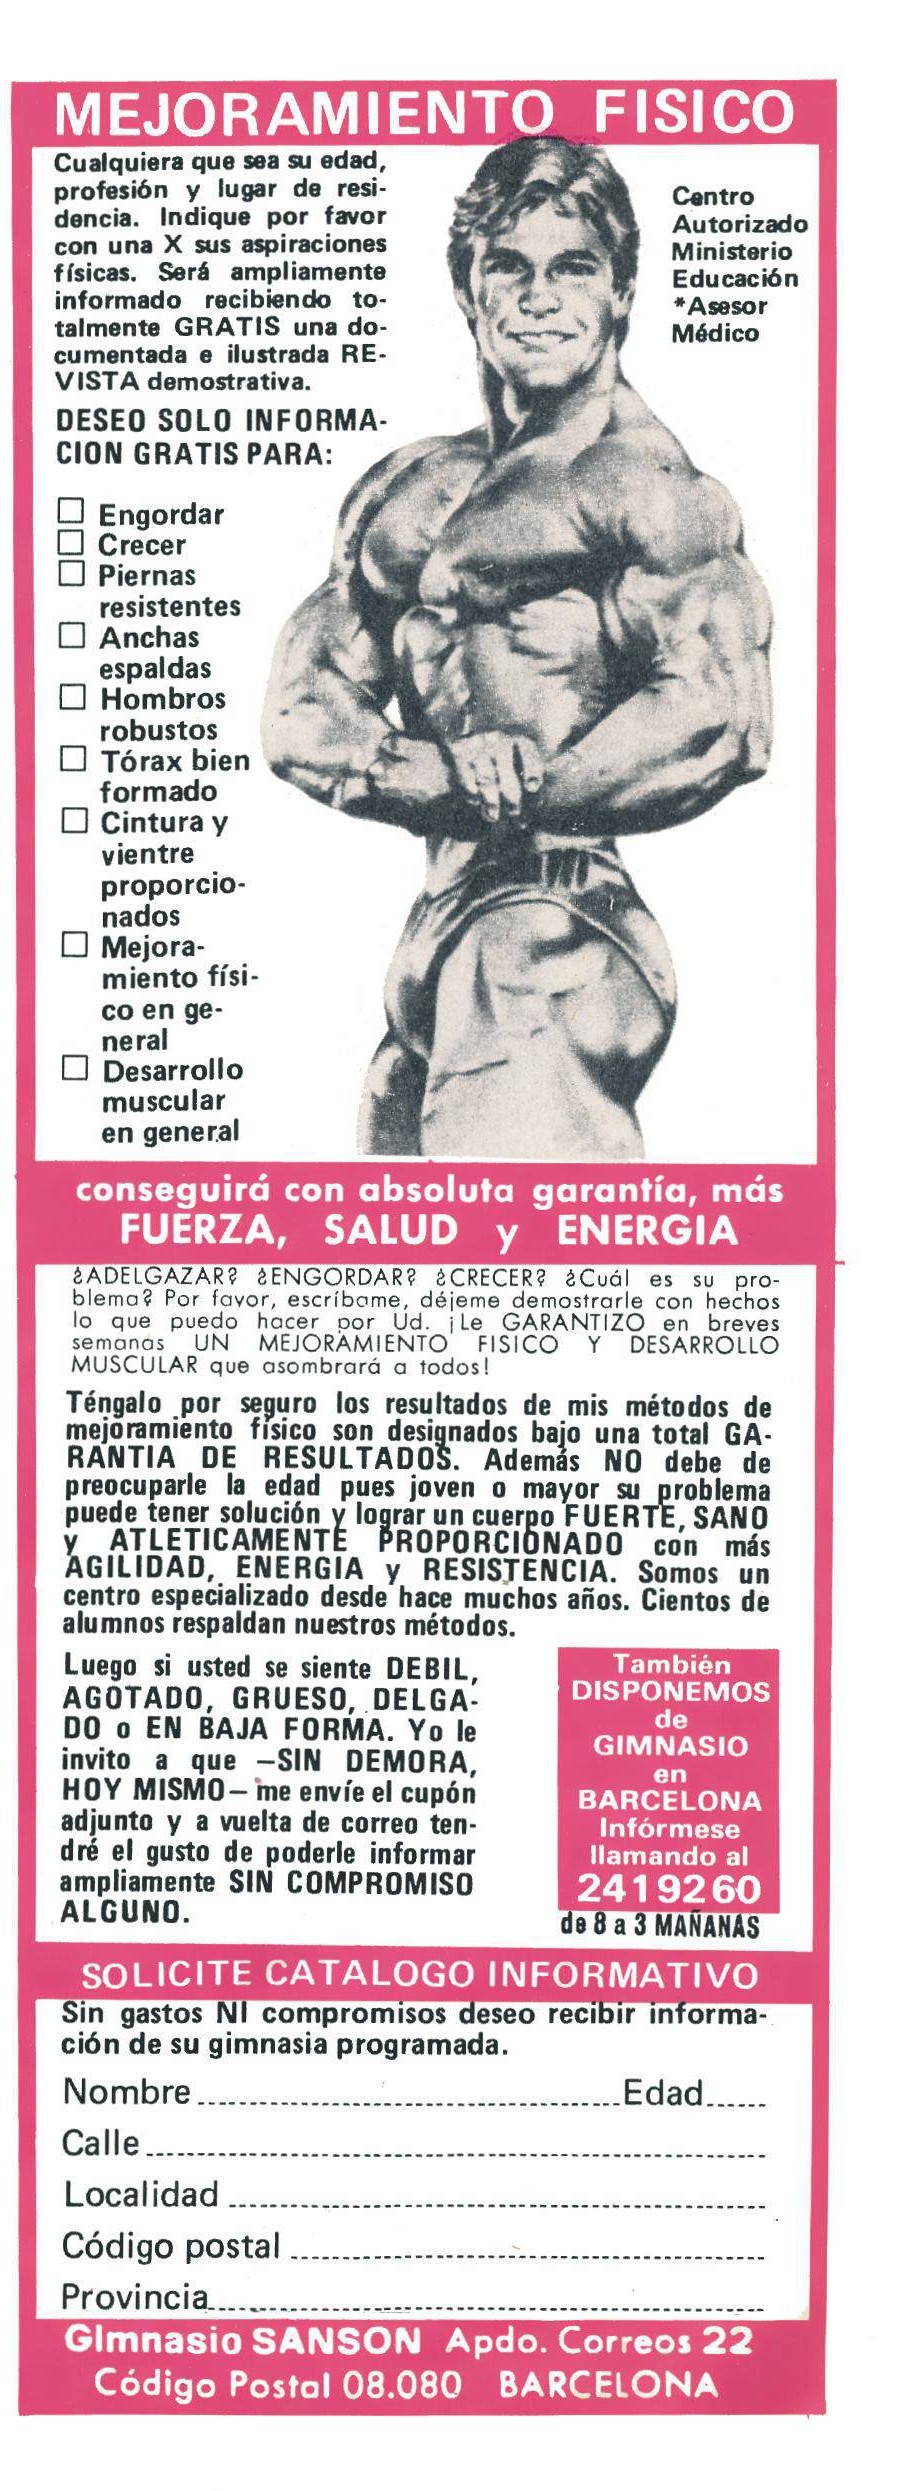 MEJORAMIENTO FISICO
Cualquiera que sea su edad,
profesión y lugar de resi-
dencia. Indique por favor
con una X sus aspiraciones
físicas. Será ampliamente
informado recibiendo to-
talmente GRATIS una do-
cumentada e ilustrada RE-
VISTA demostrativa.
Centro
Autorizado
Ministerio
Educación
*Asesor
Médico
DESEO SOLO INFORMA-
CION GRATIS PARA:
Engordar
Crecer
Piernas
resistentes
Anchas
espaldas
Hombros
robustos
Tórax bien
formado
Cintura y
vientre
proporcio-
nados
Mejora-
miento físi-
co en ge-
neral
Desarrollo
muscular
en general
conseguirá con absoluta garantía, más
FUERZA, SALUD y ENERGIA
¿ADELGAZAR? ¿ENGORDAR? ¿CRECER? ¿Cuál es su pro-
blema? Por favor, escríbame, déjeme demostrarle con hechos
lo que puedo hacer por Ud. ¡Le GARANTIZO en breves
semanas UN MEJORAMIENTO FISICO Y DESARROLLO
MUSCULAR que asombrará a todos!
Téngalo por seguro los resultados de mis métodos de
mejoramiento físico son designados bajo una total GA-
RANTIA DE RESULTADOS. Además NO debe de
preocuparle la edad pues joven o mayor su problema
puede tener solución y lograr un cuerpo FUERTE, SANO
y ATLETICAMENTE PROPORCIONADO con más
AGILIDAD, ENERGIA y RESISTENCIA. Somos un
centro especializado desde hace muchos años. Cientos de
alumnos respaldan nuestros métodos.
Luego si usted se siente DEBIL,
AGOTADO, GRUESO, DELGA-
DO o EN BAJA FORMA. Yo le
invito a que —SIN DEMORA,
HOY MISMO— me envíe el cupón
adjunto y a vuelta de correo ten-
dré el gusto de poderle informar
ampliamente SIN COMPROMISO
ALGUNO.
También
DISPONEMOS
de
GIMNASIO
en
BARCELONA
Infórmese
llamando al
2419260
de 8 a 3 MAÑANAS
SOLICITE CATALOGO INFORMATIVO
Sin gastos NI compromisos deseo recibir informa-
ción de su gimnasia programada.
Nombre Edad
Calle
Localidad
Código postal
Provincia
GImnasio SANSON Apdo. Correos 22
Código Postal 08.080 BARCELONA